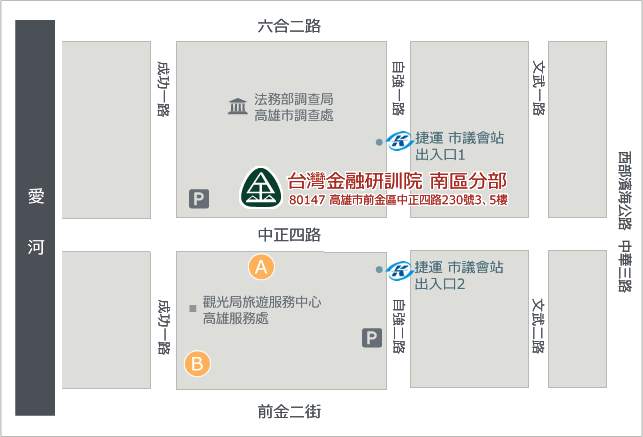 六合二路
成功一路
自強一路
文武一路
法務部調查局
高雄市調查處
捷運 市議會站
出入口1
西部濱海公路 中華三路
愛河
P
台灣金融研訓院 南區分部
80147 高雄市前金區中正四路230號3、5樓
中正四路
A
捷運 市議會站
出入口2
觀光局旅遊服務中心
高雄服務處
成功一路
自強二路
文武二路
P
B
前金二街